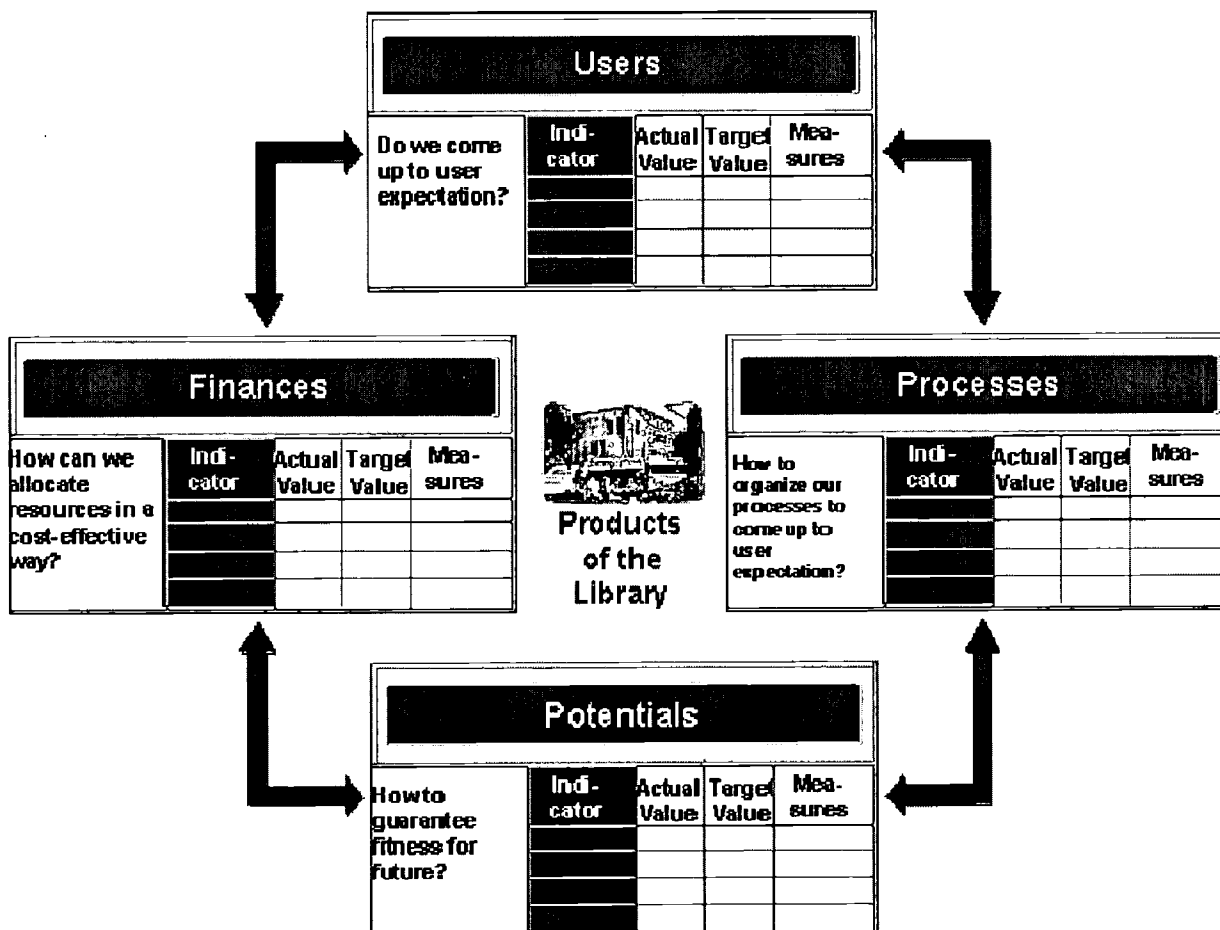 Users
Do we come
up to user
expectation?
Indi-
cator
Actual
Value
Target
Value
Mea-
sures
Finances
How can we
allocate
resources in a
cost-effective
way?
Indi-
cator
Actual
Value
Target
Value
Mea-
sures
Products
of the
Library
Processes
How to
organize our
processes to
come up to
user
expectation?
Indi-
cator
Actual
Value
Target
Value
Mea-
sures
Potentials
How to
guarantee
fitness for
future?
Indi-
cator
Actual
Value
Target
Value
Mea-
sures